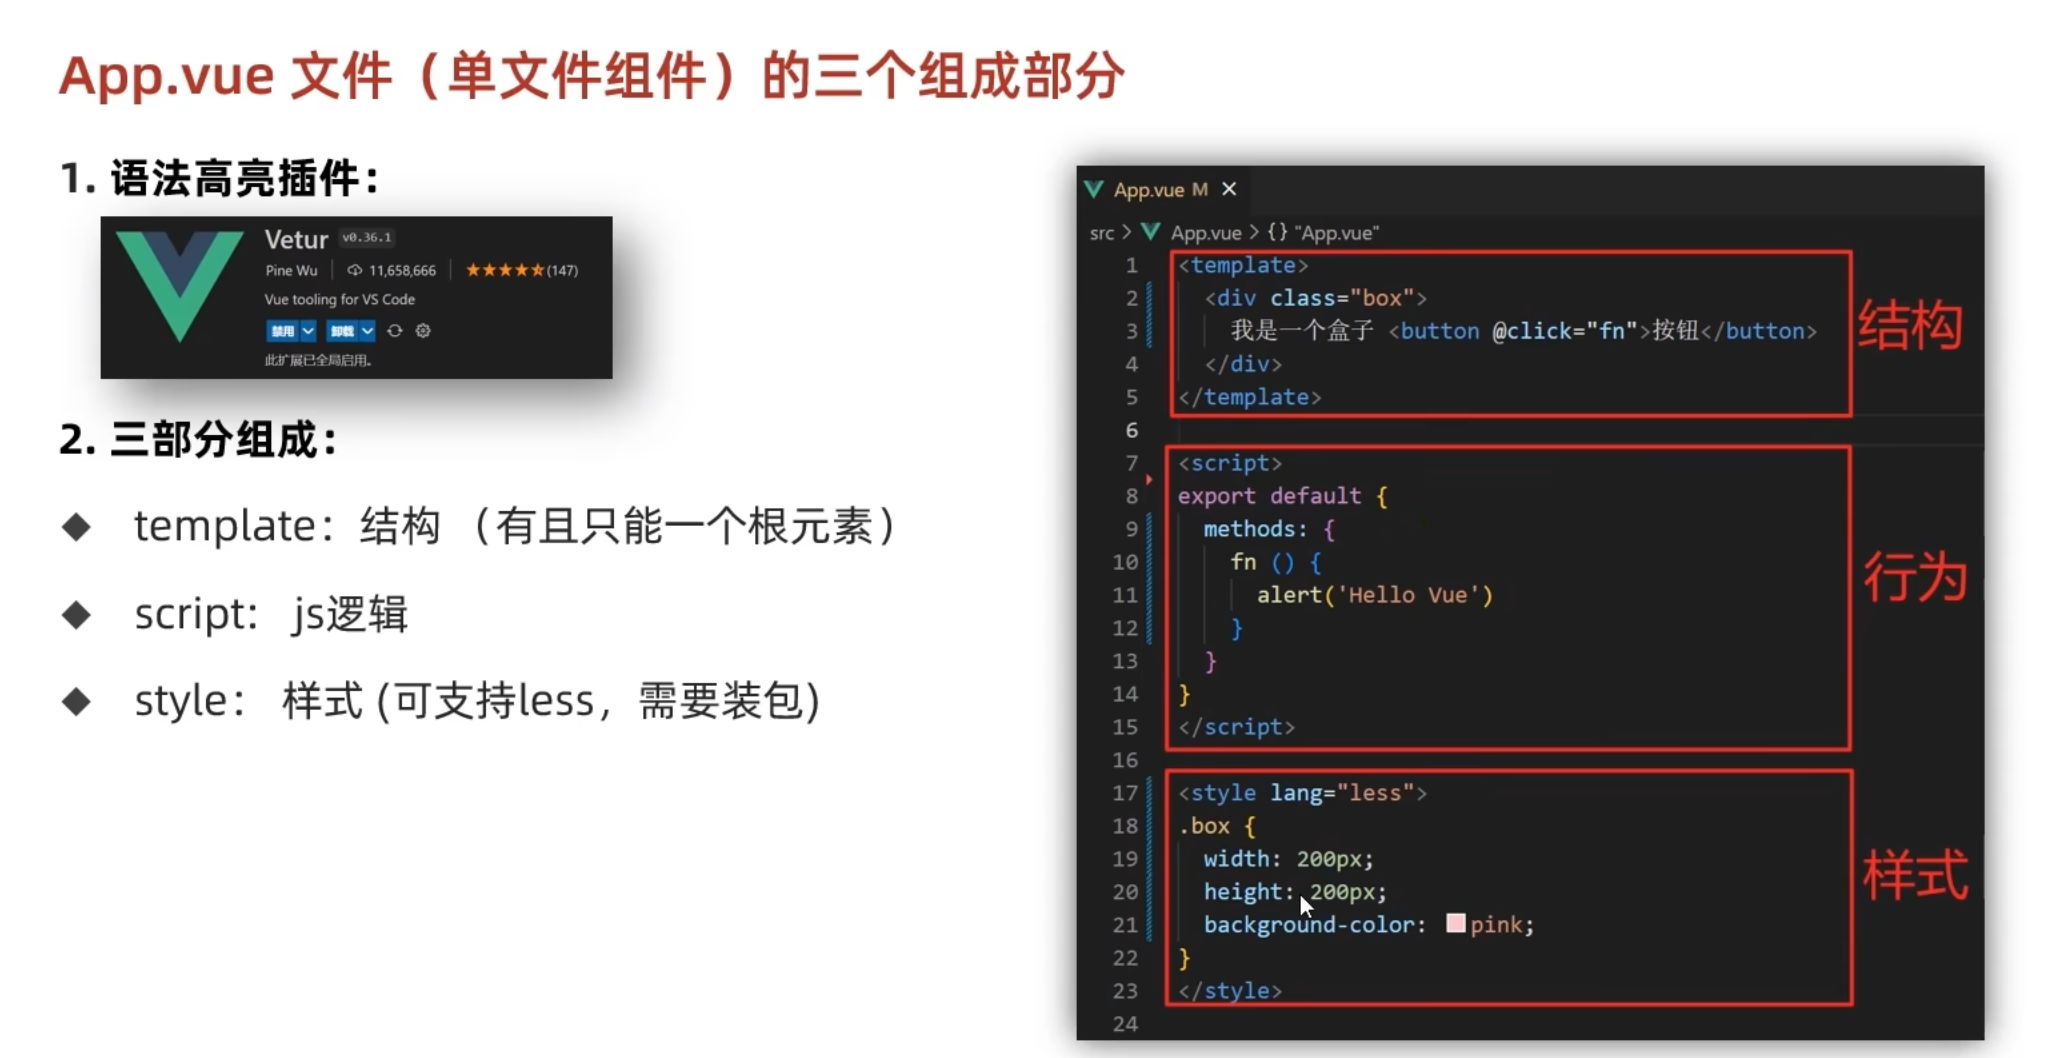 App.vue 文件（单文件组件）的三个组成部分
1. 语法高亮插件：
Vetur v0.36.1
Pine Wu 11,658,666 (147)
Vue tooling for VS Code
禁用 卸载
此扩展已全局启用。
2. 三部分组成：
◆ template：结构 （有且只能一个根元素）
◆ script: js逻辑
◆ style： 样式 (可支持less，需要装包)
App.vue M ×
src > App.vue > {} "App.vue"
1 <template>
2 <div class="box">
3 我是一个盒子 <button @click="fn">按钮</button>
4 </div>
5 </template>
结构
6
7 <script>
8 export default {
9 methods: {
10 fn () {
11 alert('Hello Vue')
12 }
13 }
14 }
15 </script>
行为
16
17 <style lang="less">
18 .box {
19 width: 200px;
20 height: 200px;
21 background-color: pink;
22 }
23 </style>
样式
24